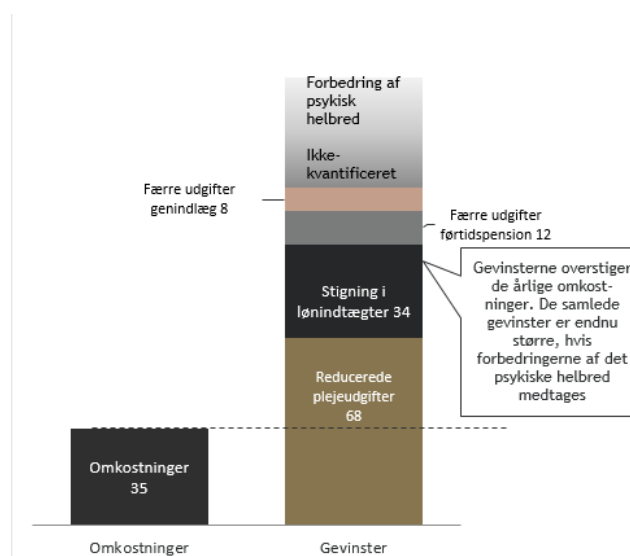 Forbedring af
psykisk
helbred
Ikke-
kvantificeret
Færre udgifter
genindlæg 8
Færre udgifter
førtidspension 12
Gevinsterne overstiger
de årlige omkost-
ninger. De samlede
gevinster er endnu
større, hvis
forbedringerne af det
psykiske helbred
medtages
Stigning i
lønindtægter 34
Reducerede
plejeudgifter
68
Omkostninger
35
Omkostninger
Gevinster